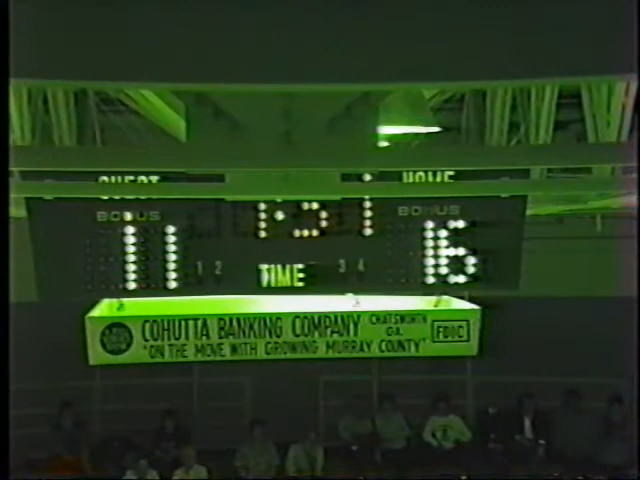 GUEST HOME
BONUS BONUS
11 16
1 2 TIME 3 4
COHUTTA BANKING COMPANY CHATSWORTH GA. FDIC
"ON THE MOVE WITH GROWING MURRAY COUNTY"